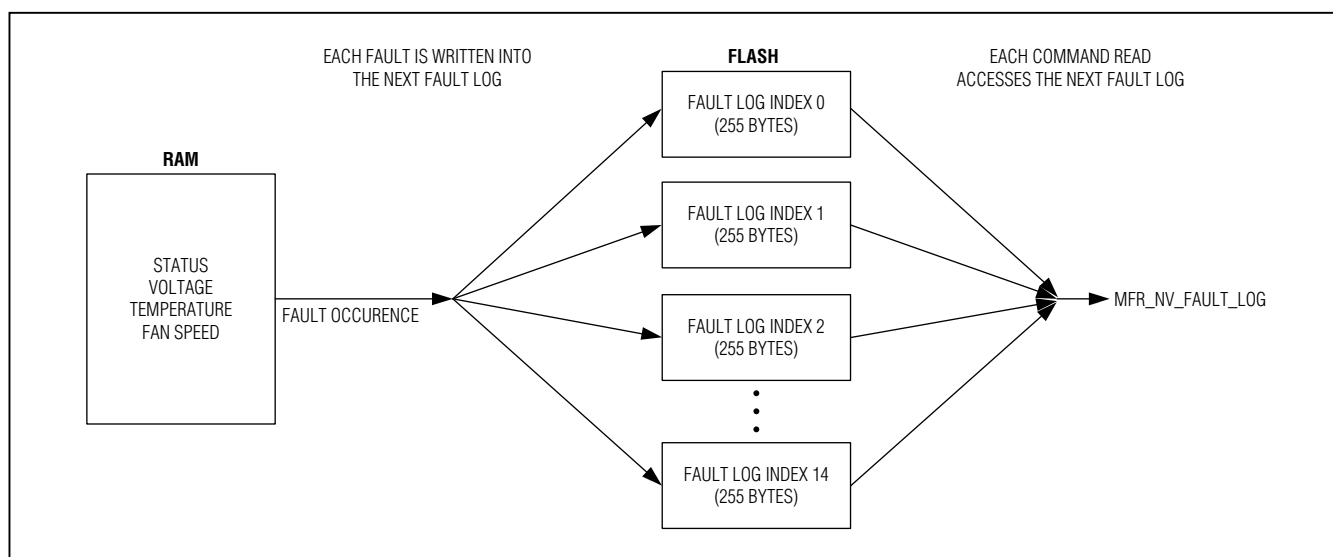 EACH FAULT IS WRITTEN INTO
THE NEXT FAULT LOG
FLASH
EACH COMMAND READ
ACCESSES THE NEXT FAULT LOG
FAULT LOG INDEX 0
(255 BYTES)
RAM
FAULT LOG INDEX 1
(255 BYTES)
STATUS
VOLTAGE
TEMPERATURE
FAN SPEED
FAULT OCCURENCE
FAULT LOG INDEX 2
(255 BYTES)
MFR_NV_FAULT_LOG
FAULT LOG INDEX 14
(255 BYTES)